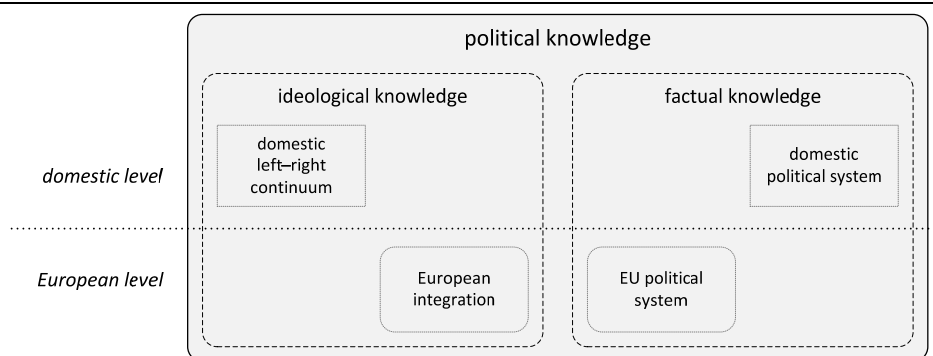 political knowledge
ideological knowledge
factual knowledge
domestic level
domestic
left–right
continuum
domestic
political system
European level
European
integration
EU political
system